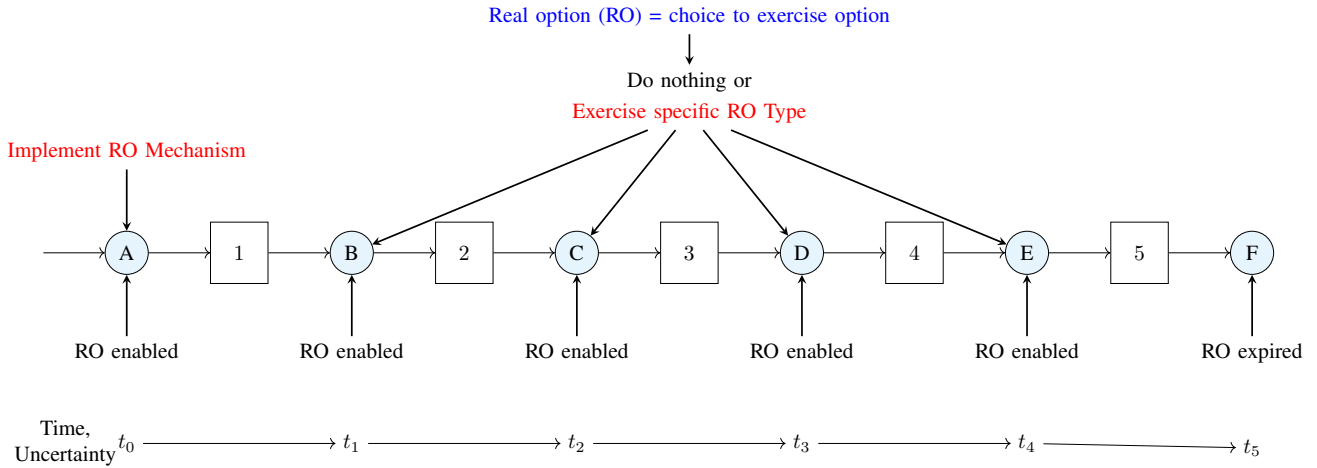 Real option (RO) = choice to exercise option
Do nothing or
Exercise specific RO Type
Implement RO Mechanism
A 1 B 2 C 3 D 4 E 5 F
RO enabled RO enabled RO enabled RO enabled RO enabled RO expired
Time,
Uncertainty t₀ t₁ t₂ t₃ t₄ t₅